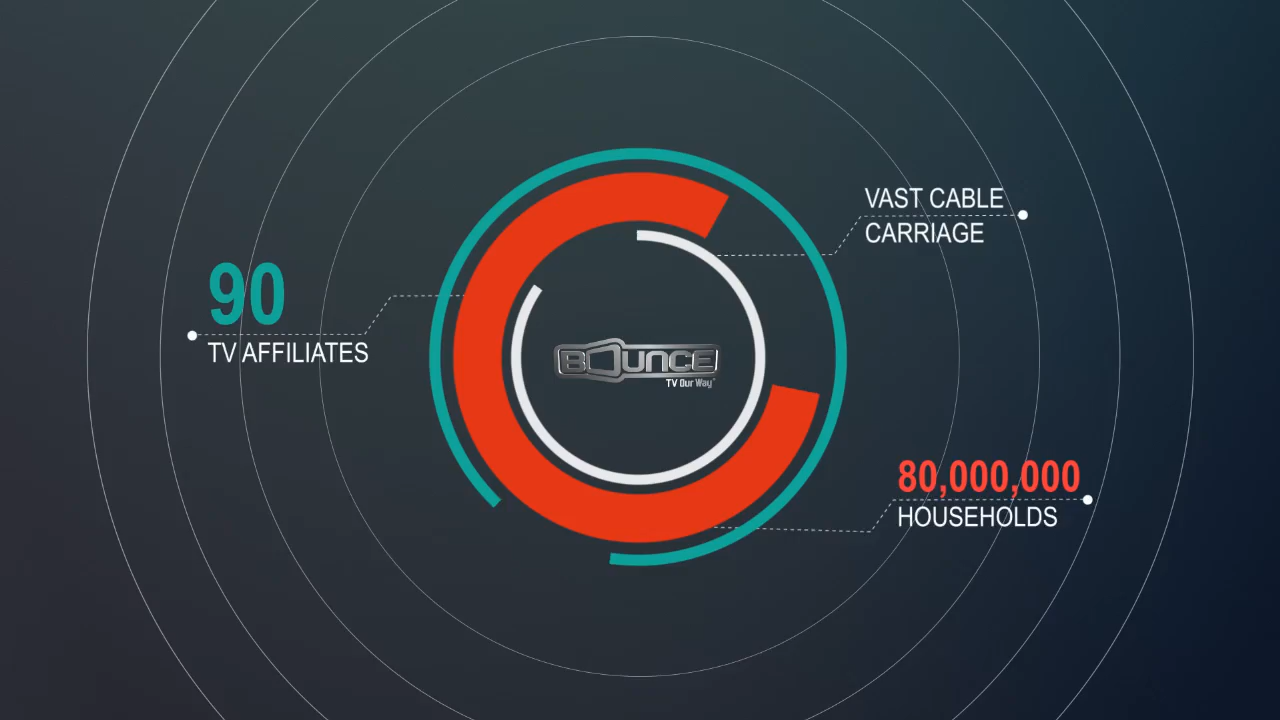 VAST CABLE
CARRIAGE
90
TV AFFILIATES
BOUNCE
TV Our Way
80,000,000
HOUSEHOLDS